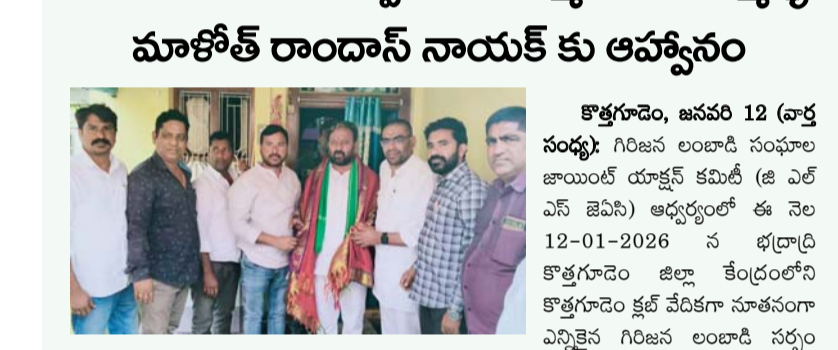 మాళోత్ రాందాస్ నాయక్ కు ఆహ్వానం
కొత్తగూడెం, జనవరి 12 (వార్త
సంధ్య): గిరిజన లంబాడి సంఘాల
జాయింట్ యాక్షన్ కమిటీ (జి ఎల్
ఎస్ జెఏసి) ఆధ్వర్యంలో ఈ నెల
12-01-2026 న భద్రాద్రి
కొత్తగూడెం జిల్లా కేంద్రంలోని
కొత్తగూడెం క్లబ్ వేదికగా నూతనంగా
ఎన్నికైన గిరిజన లంబాడి సర్పం